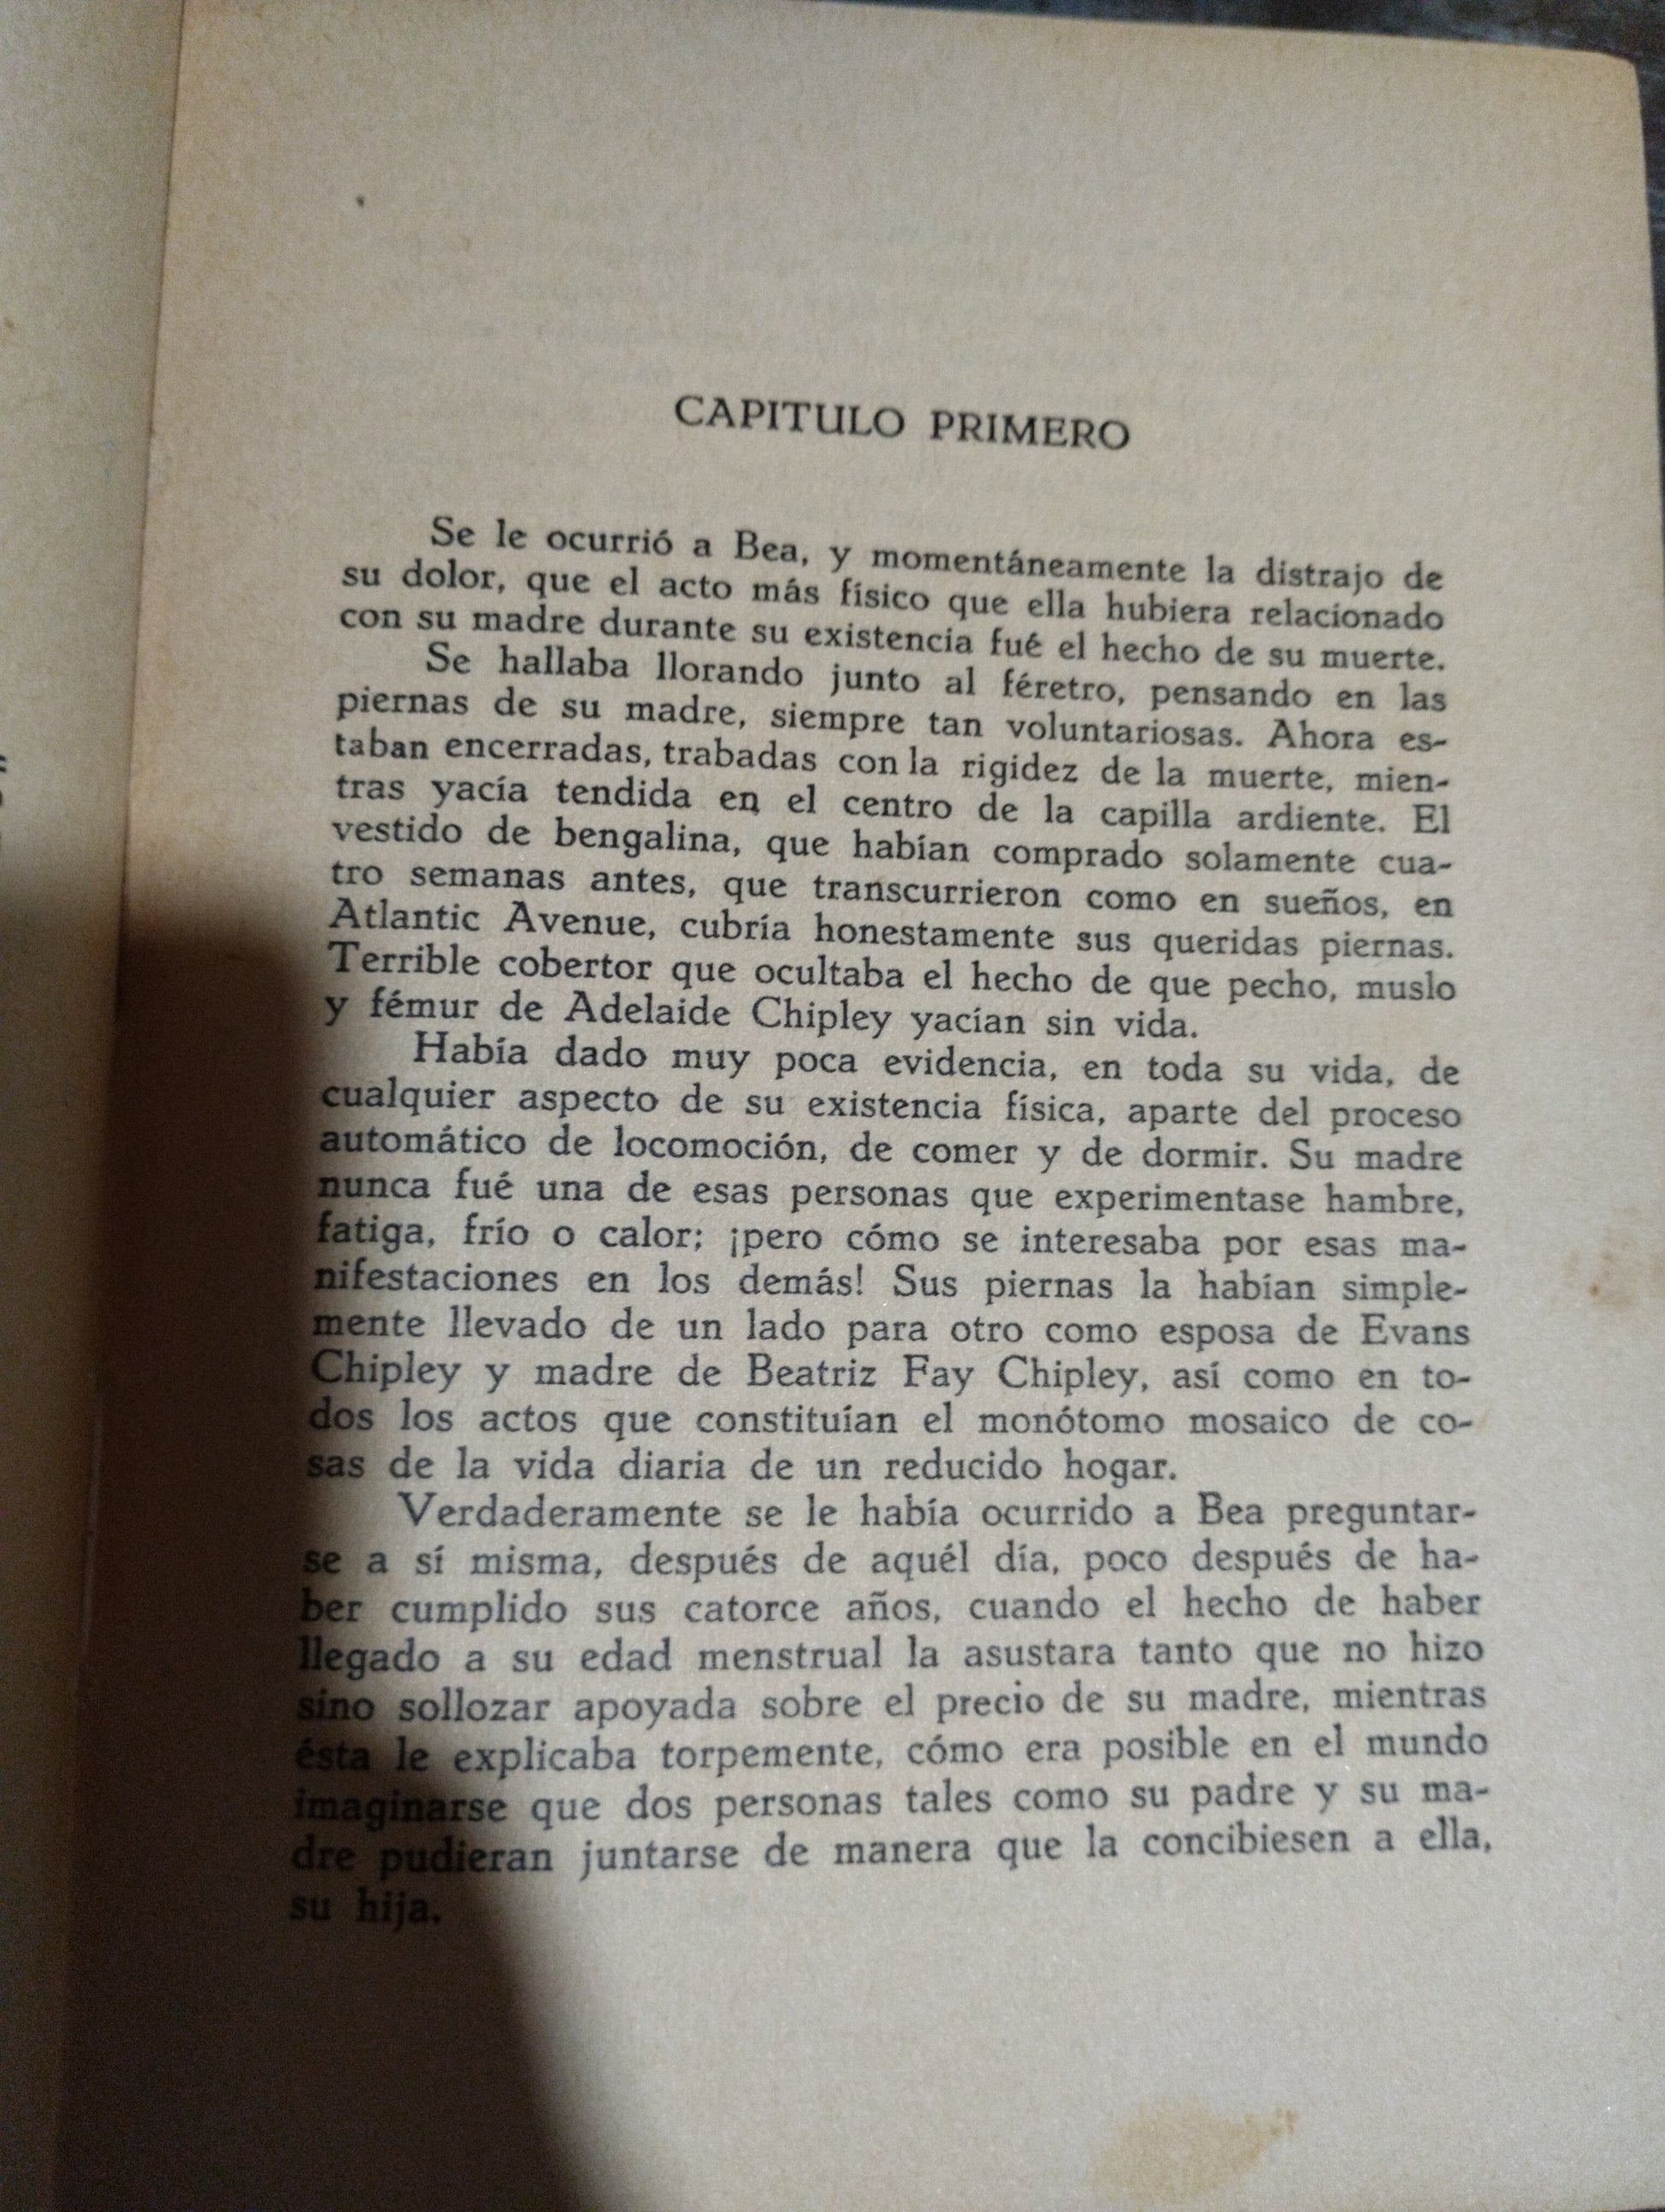 CAPITULO PRIMERO
Se le ocurrió a Bea, y momentáneamente la distrajo de
su dolor, que el acto más físico que ella hubiera relacionado
con su madre durante su existencia fué el hecho de su muerte.
Se hallaba llorando junto al féretro, pensando en las
piernas de su madre, siempre tan voluntariosas. Ahora es-
taban encerradas, trabadas con la rigidez de la muerte, mien-
tras yacía tendida en el centro de la capilla ardiente. El
vestido de bengalina, que habían comprado solamente cua-
tro semanas antes, que transcurrieron como en sueños, en
Atlantic Avenue, cubría honestamente sus queridas piernas.
Terrible cobertor que ocultaba el hecho de que pecho, muslo
y fémur de Adelaide Chipley yacían sin vida.
Había dado muy poca evidencia, en toda su vida, de
cualquier aspecto de su existencia física, aparte del proceso
automático de locomoción, de comer y de dormir. Su madre
nunca fué una de esas personas que experimentase hambre,
fatiga, frío o calor; ¡pero cómo se interesaba por esas ma-
nifestaciones en los demás! Sus piernas la habían simple-
mente llevado de un lado para otro como esposa de Evans
Chipley y madre de Beatriz Fay Chipley, así como en to-
dos los actos que constituían el monótomo mosaico de co-
sas de la vida diaria de un reducido hogar.
Verdaderamente se le había ocurrido a Bea preguntar-
se a sí misma, después de aquél día, poco después de ha-
ber cumplido sus catorce años, cuando el hecho de haber
llegado a su edad menstrual la asustara tanto que no hizo
sino sollozar apoyada sobre el precio de su madre, mientras
ésta le explicaba torpemente, cómo era posible en el mundo
imaginarse que dos personas tales como su padre y su ma-
dre pudieran juntarse de manera que la concibiesen a ella,
su hija.